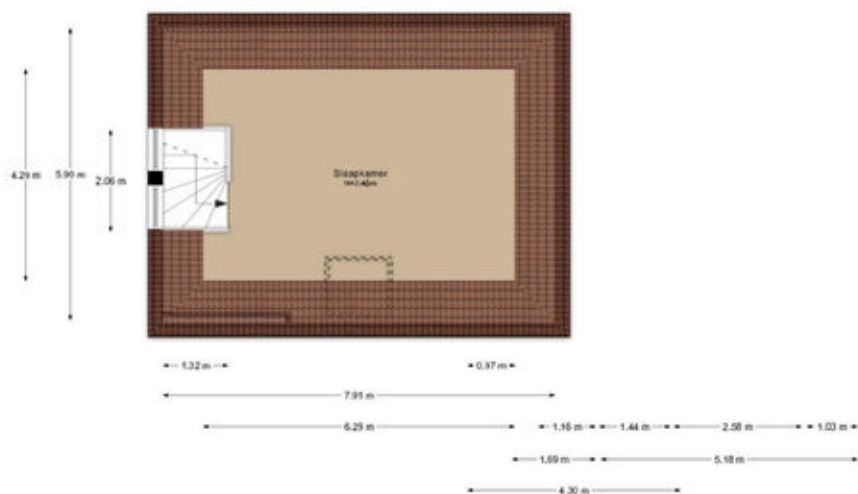 4.29 m
5.90 m
2.06 m
Slaapkamer
1.32 m
0.97 m
7.91 m
6.29 m
1.16 m
1.44 m
2.58 m
1.03 m
1.69 m
5.18 m
4.30 m